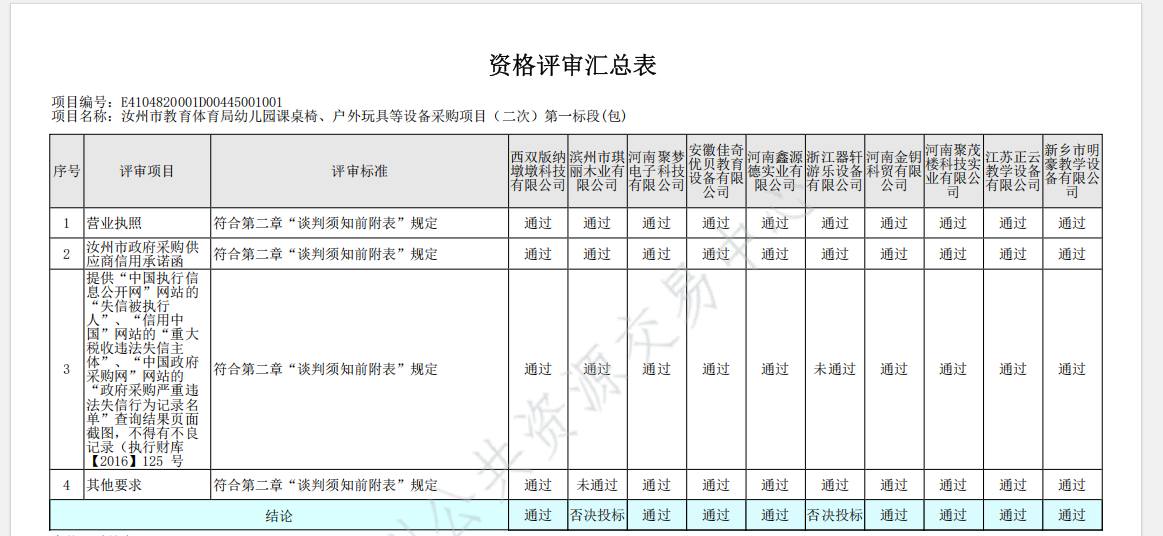 资格评审汇总表
项目编号: E4104820001D00445001001
项目名称: 汝州市教育体育局幼儿园课桌椅、户外玩具等设备采购项目（二次）第一标段(包)
序号 评审项目 评审标准 西双版纳墩墩科技有限公司 滨州市琪丽木业有限公司 河南聚梦电子科技有限公司 安徽佳奇优贝教育设备有限公司 河南鑫源德实业有限公司 浙江器轩游乐设备有限公司 河南金钥科贸有限公司 河南聚茂楼科技实业有限公司 江苏正云教学设备有限公司 新乡市明豪教学设备有限公司
1 营业执照 符合第二章“谈判须知前附表”规定 通过 通过 通过 通过 通过 通过 通过 通过 通过 通过
2 汝州市政府采购供
应商信用承诺函 符合第二章“谈判须知前附表”规定 通过 通过 通过 通过 通过 通过 通过 通过 通过 通过
3 提供“中国执行信
息公开网”网站的
“失信被执行
人”、“信用中
国”网站的“重大
税收违法失信主
体”、“中国政府
采购网”网站的
“政府采购严重违
法失信行为记录名
单”查询结果页面
截图，不得有不良
记录（执行财库
【2016】125 号 符合第二章“谈判须知前附表”规定 通过 通过 通过 通过 通过 未通过 通过 通过 通过 通过
4 其他要求 符合第二章“谈判须知前附表”规定 通过 未通过 通过 通过 通过 通过 通过 通过 通过 通过
结论 通过 否决投标 通过 通过 通过 否决投标 通过 通过 通过 通过
公共资源交易中心